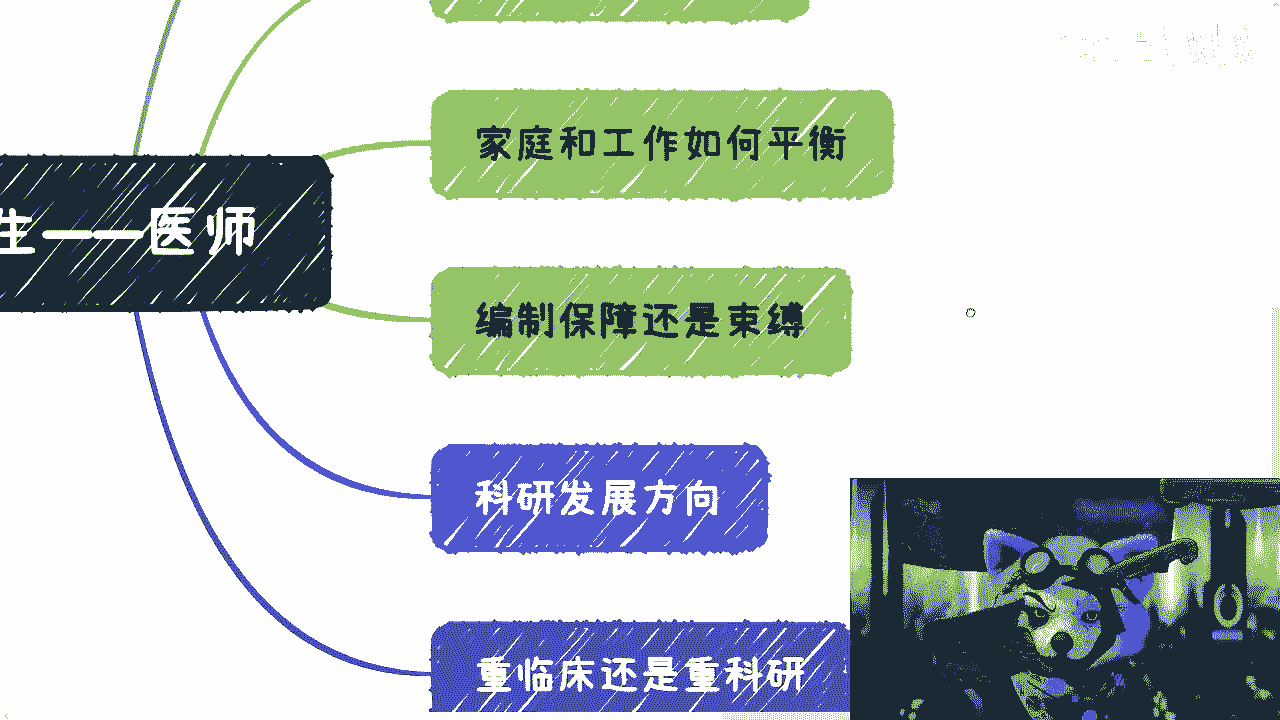 家庭和工作如何平衡
生——医师
编制保障还是束缚
科研发展方向
重临床还是重科研